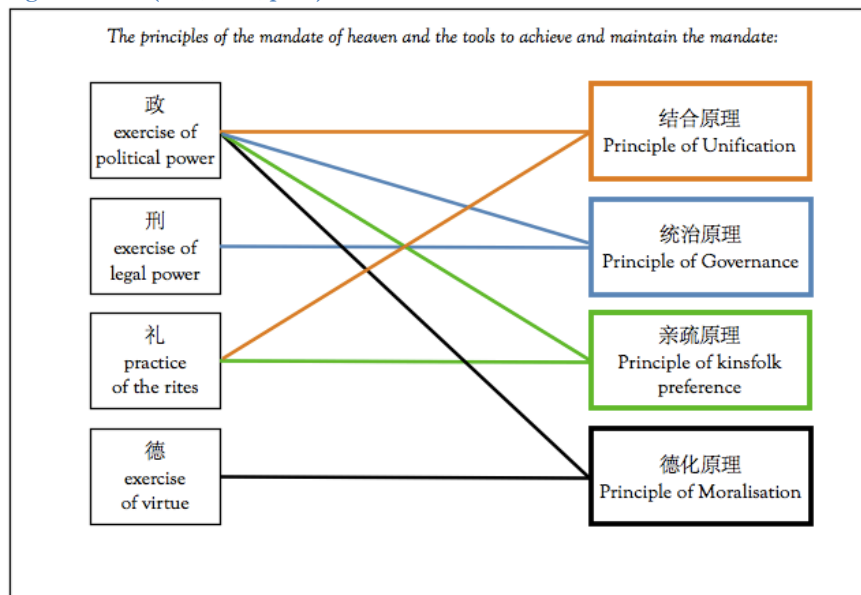 The principles of the mandate of heaven and the tools to achieve and maintain the mandate:
政
exercise of
political power
结合原理
Principle of Unification
刑
exercise of
legal power
统治原理
Principle of Governance
礼
practice
of the rites
亲疏原理
Principle of kinsfolk
preference
德
exercise
of virtue
德化原理
Principle of Moralisation